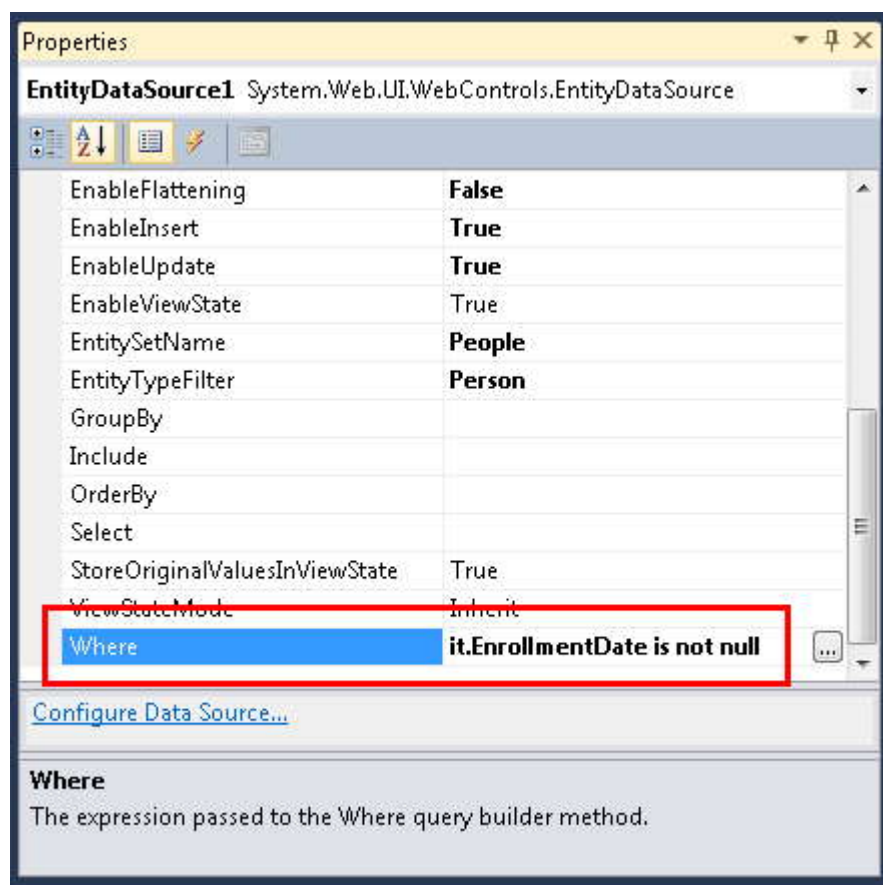 Properties
EntityDataSource1 System.Web.UI.WebControls.EntityDataSource
EnableFlattening False
EnableInsert True
EnableUpdate True
EnableViewState True
EntitySetName People
EntityTypeFilter Person
GroupBy
Include
OrderBy
Select
StoreOriginalValuesInViewState True
ViewStateMode Inherit
Where it.EnrollmentDate is not null ...
Configure Data Source...
Where
The expression passed to the Where query builder method.